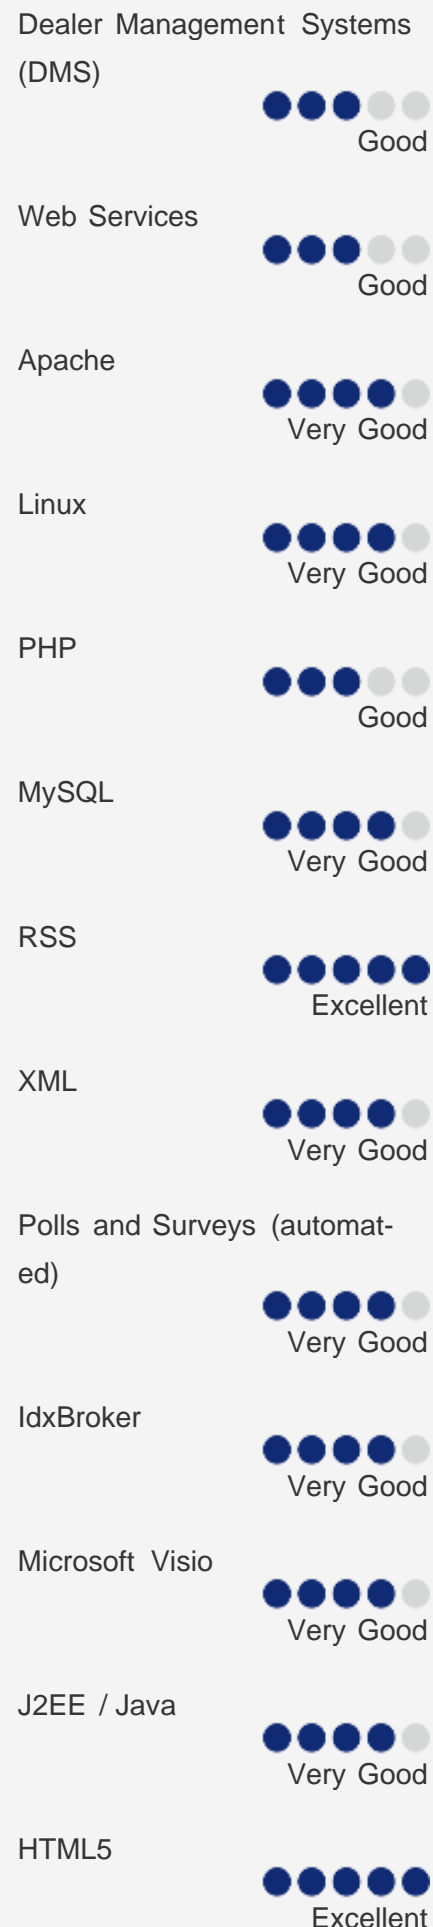 Dealer Management Systems
(DMS)
Good
Web Services
Good
Apache
Very Good
Linux
Very Good
PHP
Good
MySQL
Very Good
RSS
Excellent
XML
Very Good
Polls and Surveys (automat-
ed)
Very Good
IdxBroker
Very Good
Microsoft Visio
Very Good
J2EE / Java
Very Good
HTML5
Excellent